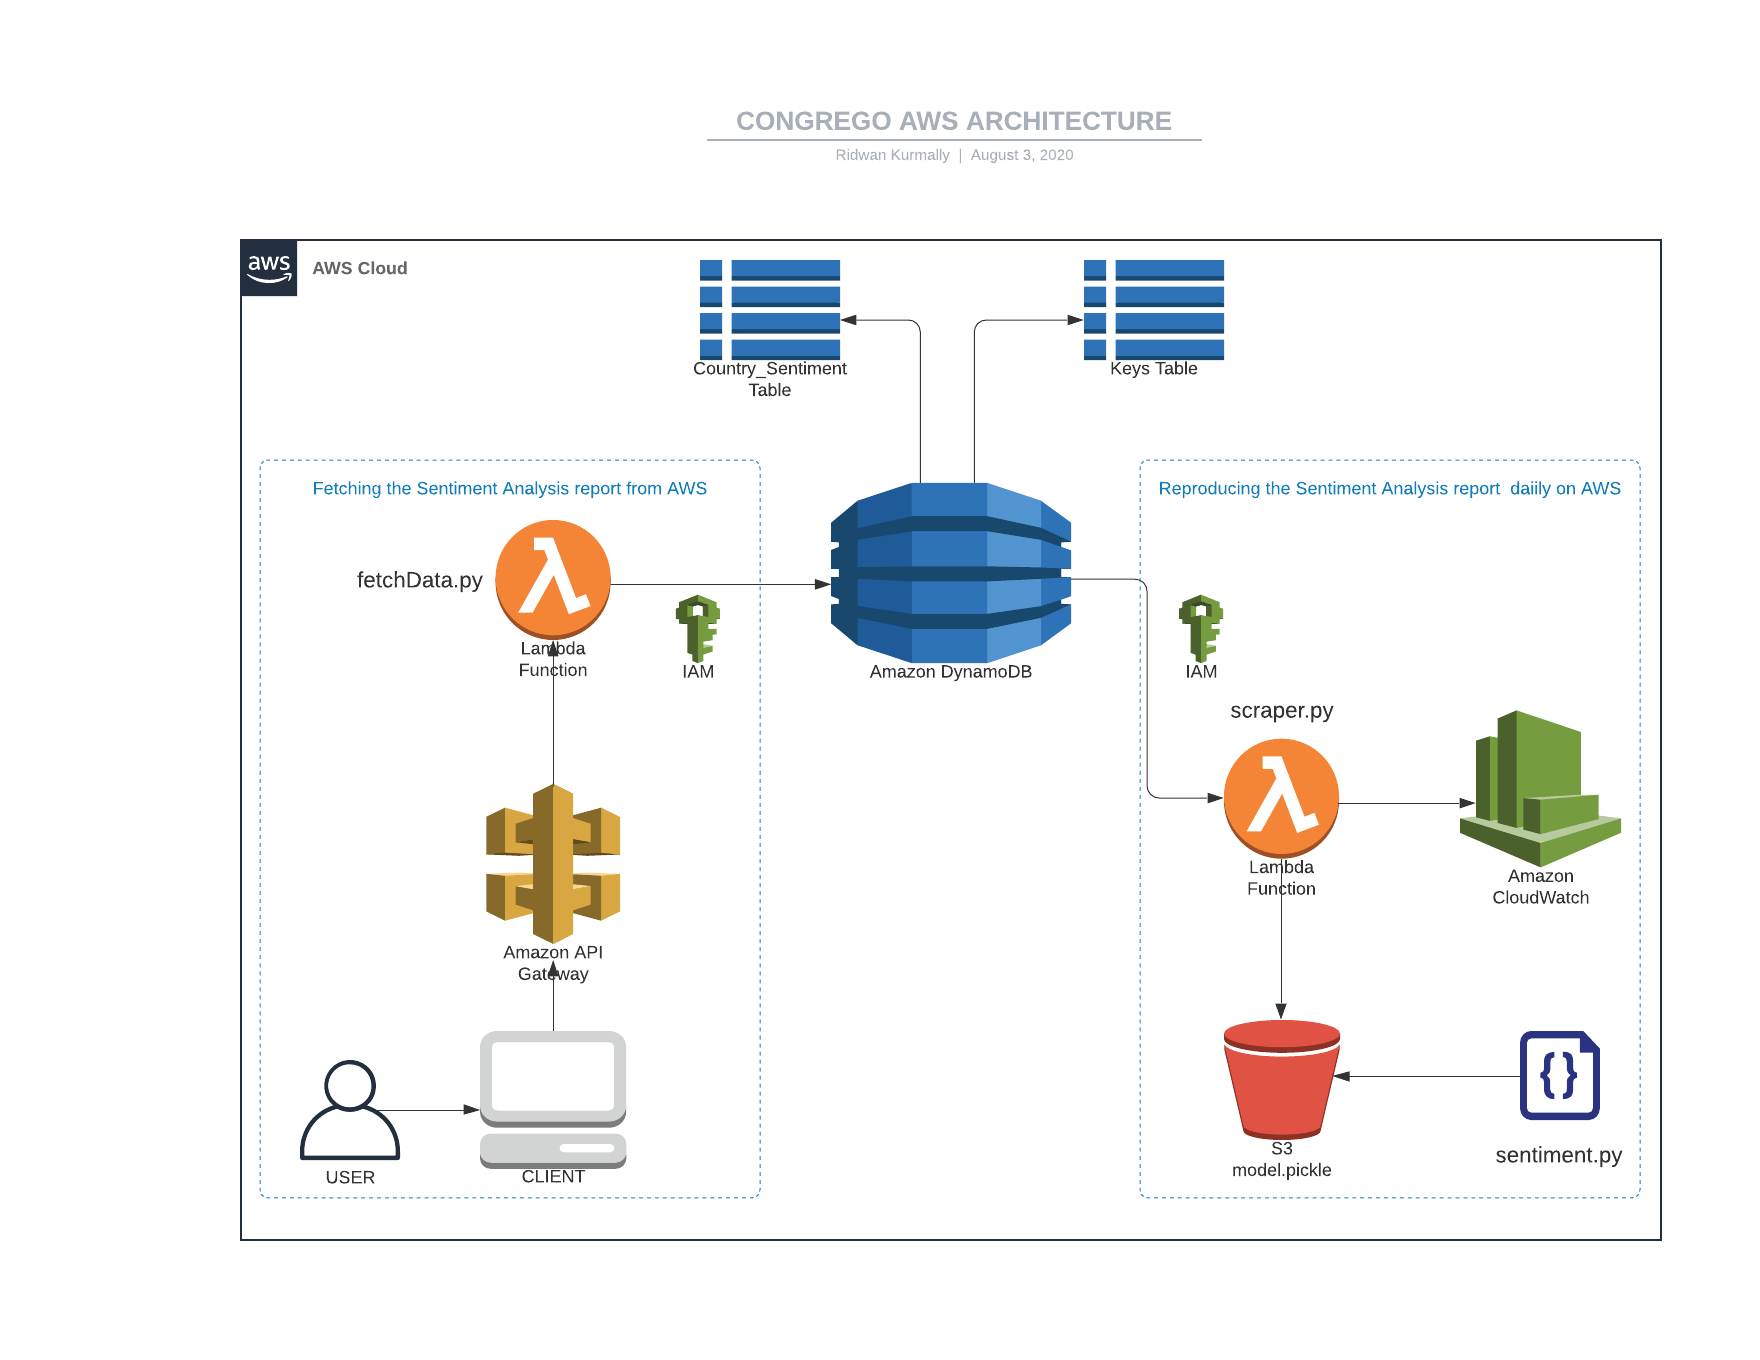 CONGREGO AWS ARCHITECTURE
Ridwan Kurmally | August 3, 2020
aws
AWS Cloud
Country_Sentiment
Table
Keys Table
Fetching the Sentiment Analysis report from AWS
Reproducing the Sentiment Analysis report daiily on AWS
fetchData.py
Lambda
Function
IAM
Amazon DynamoDB
IAM
scraper.py
Lambda
Function
Amazon
CloudWatch
Amazon API
Gateway
USER
CLIENT
S3
model.pickle
{}
sentiment.py